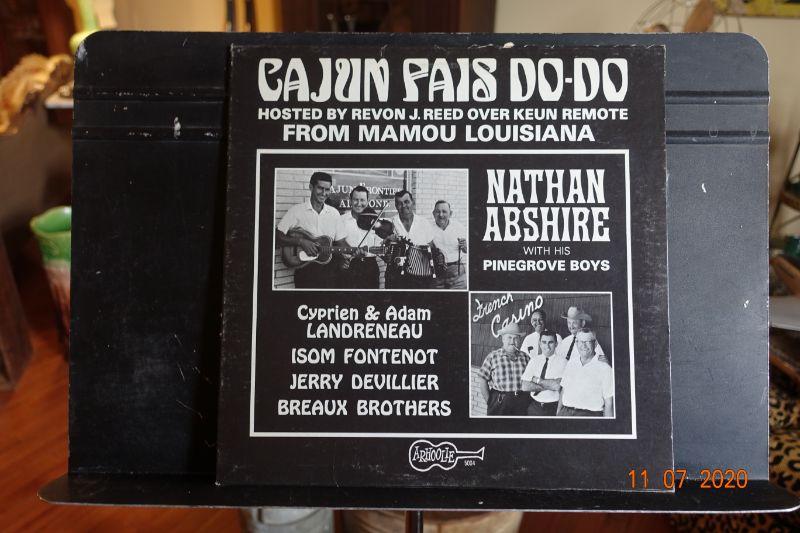 CAJUN FAIS DO-DO
HOSTED BY REVON J. REED OVER KEUN REMOTE
FROM MAMOU LOUISIANA
NATHAN
ABSHIRE
WITH HIS
PINEGROVE BOYS
French
Casino
Cyprien & Adam
LANDRENEAU
ISOM FONTENOT
JERRY DEVILLIER
BREAUX BROTHERS
ARHOOLIE
5004
11 07 2020